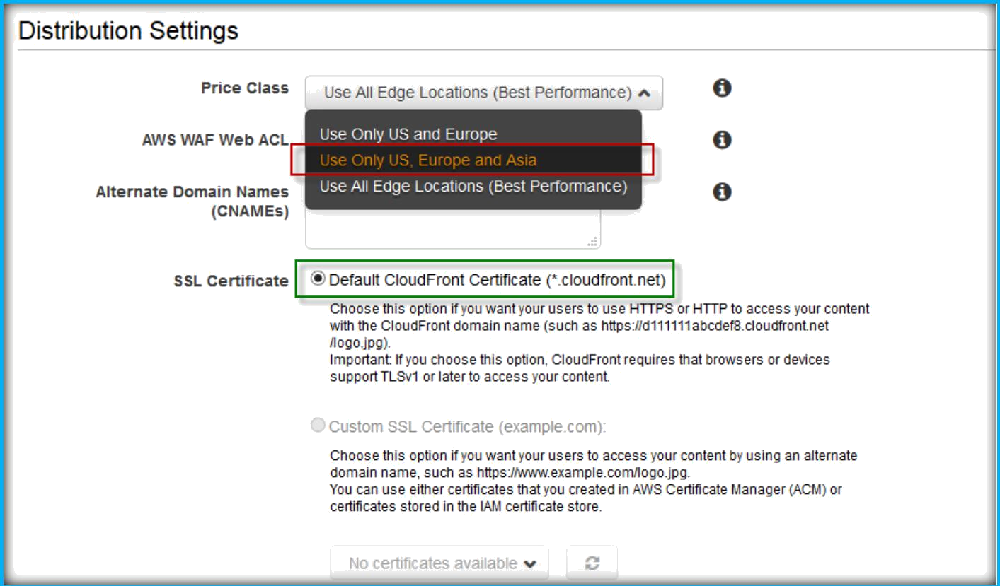 Distribution Settings
Price Class
Use All Edge Locations (Best Performance)
Use Only US and Europe
AWS WAF Web ACL
Use Only US, Europe and Asia
Use All Edge Locations (Best Performance)
Alternate Domain Names
(CNAMEs)
SSL Certificate
Default CloudFront Certificate (*.cloudfront.net)
Choose this option if you want your users to use HTTPS or HTTP to access your content
with the CloudFront domain name (such as https://d111111abcdef8.cloudfront.net
/logo.jpg).
Important: If you choose this option, CloudFront requires that browsers or devices
support TLSv1 or later to access your content.
Custom SSL Certificate (example.com):
Choose this option if you want your users to access your content by using an alternate
domain name, such as https://www.example.com/logo.jpg.
You can use either certificates that you created in AWS Certificate Manager (ACM) or
certificates stored in the IAM certificate store.
No certificates available